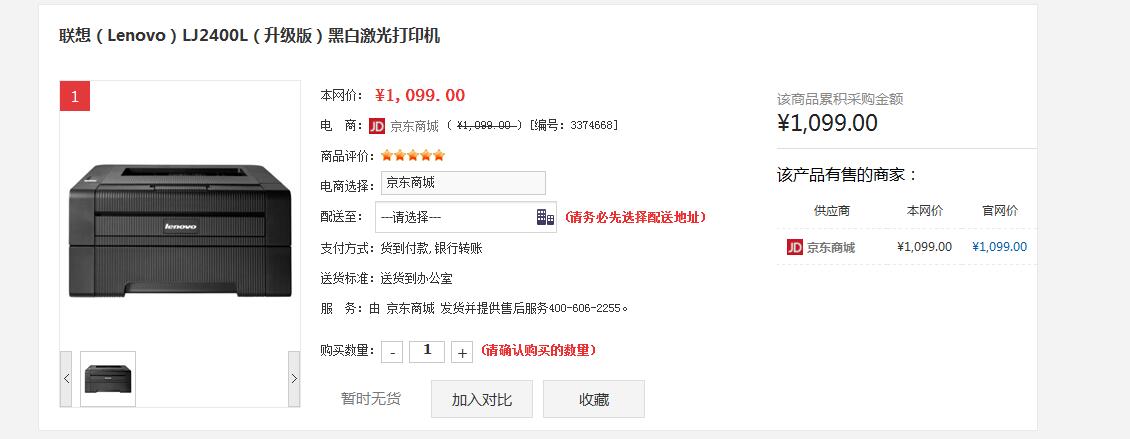 联想（Lenovo）LJ2400L（升级版）黑白激光打印机
1
lenovo
本网价： ¥1,099.00
电 商： JD 京东商城 （ ¥1,099.00 ）[编号：3374668]
商品评价：
电商选择： 京东商城
配送至： ---请选择--- (请务必先选择配送地址)
支付方式：货到付款,银行转账
送货标准：送货到办公室
服 务：由 京东商城 发货并提供售后服务400-606-2255。
购买数量： - 1 + (请确认购买的数量)
暂时无货 加入对比 收藏
该商品累积采购金额
¥1,099.00
该产品有售的商家：
供应商 本网价 官网价
JD 京东商城 ¥1,099.00 ¥1,099.00